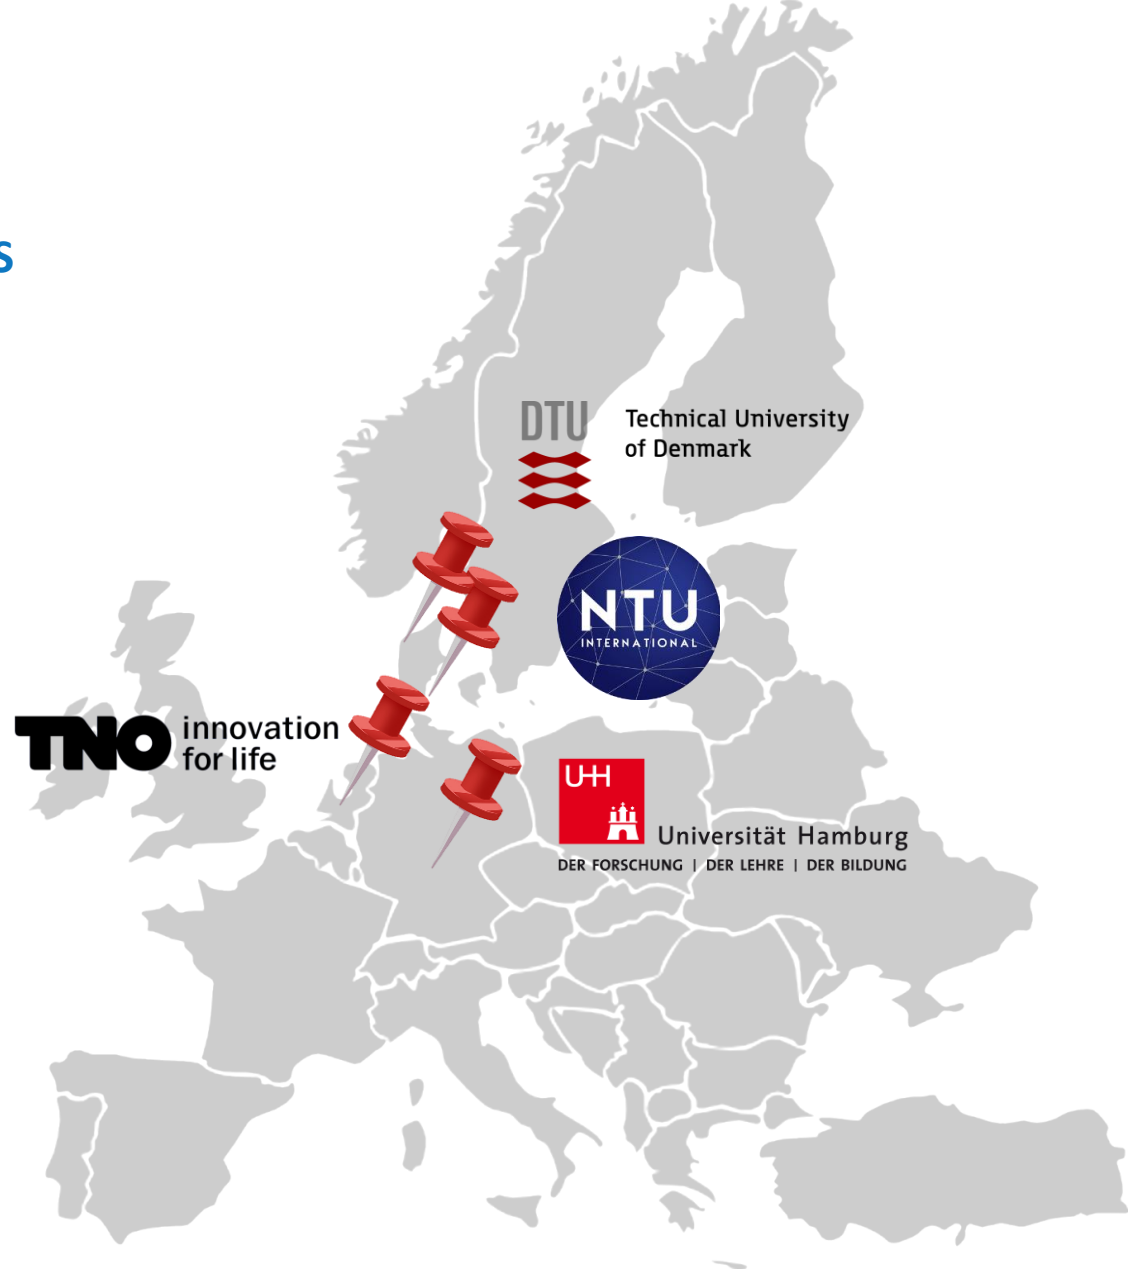 s
DTU
Technical University
of Denmark
NTU
INTERNATIONAL
TNO innovation
for life
UHH
Universität Hamburg
DER FORSCHUNG | DER LEHRE | DER BILDUNG